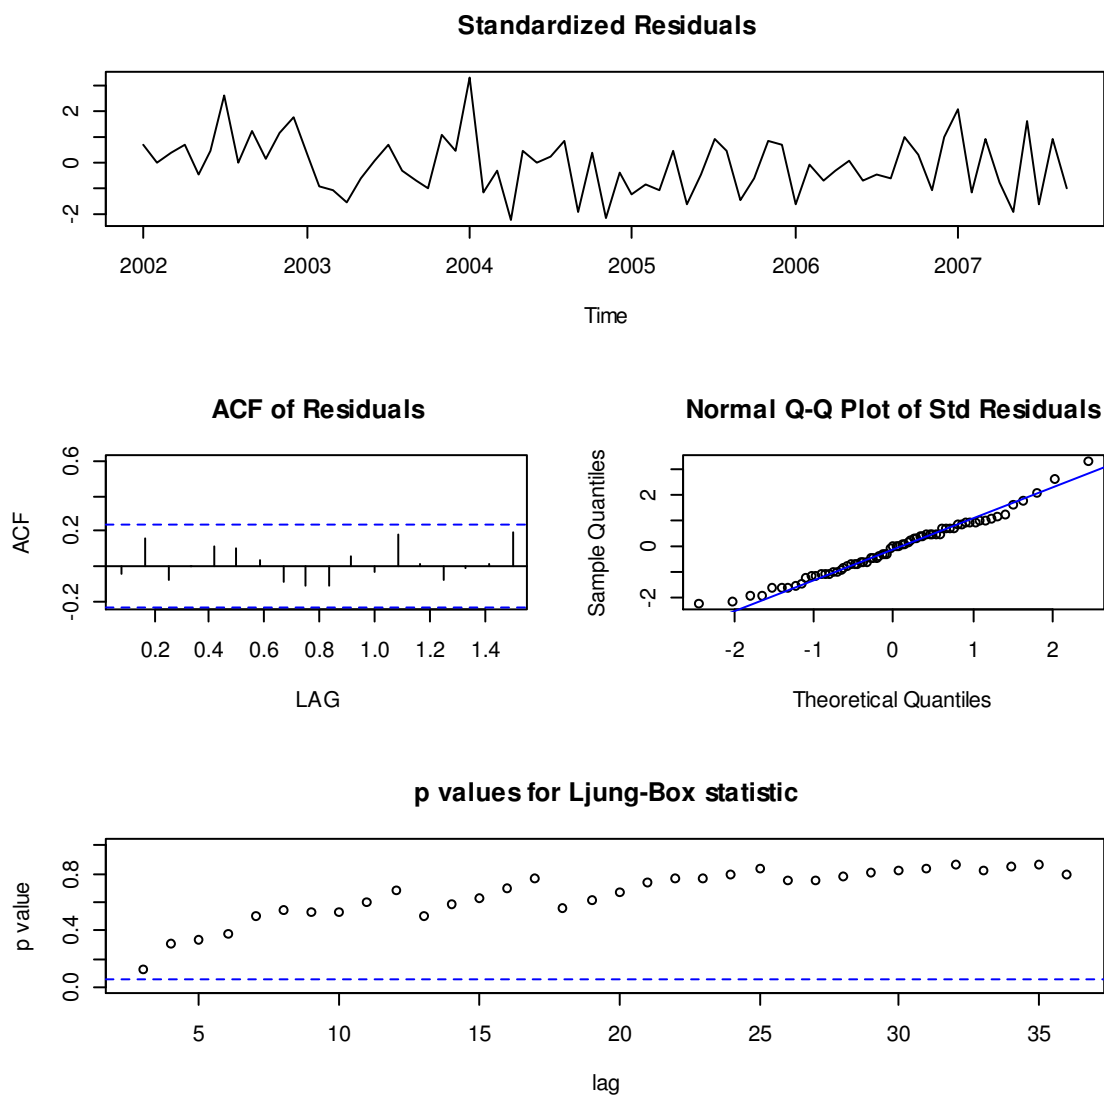 Standardized Residuals
2
0
-2
2002 2003 2004 2005 2006 2007
Time
ACF of Residuals
ACF
0.6
0.2
-0.2
0.2 0.4 0.6 0.8 1.0 1.2 1.4
LAG
Normal Q-Q Plot of Std Residuals
Sample Quantiles
2
0
-2
-2 -1 0 1 2
Theoretical Quantiles
p values for Ljung-Box statistic
p value
0.8
0.4
0.0
5 10 15 20 25 30 35
lag